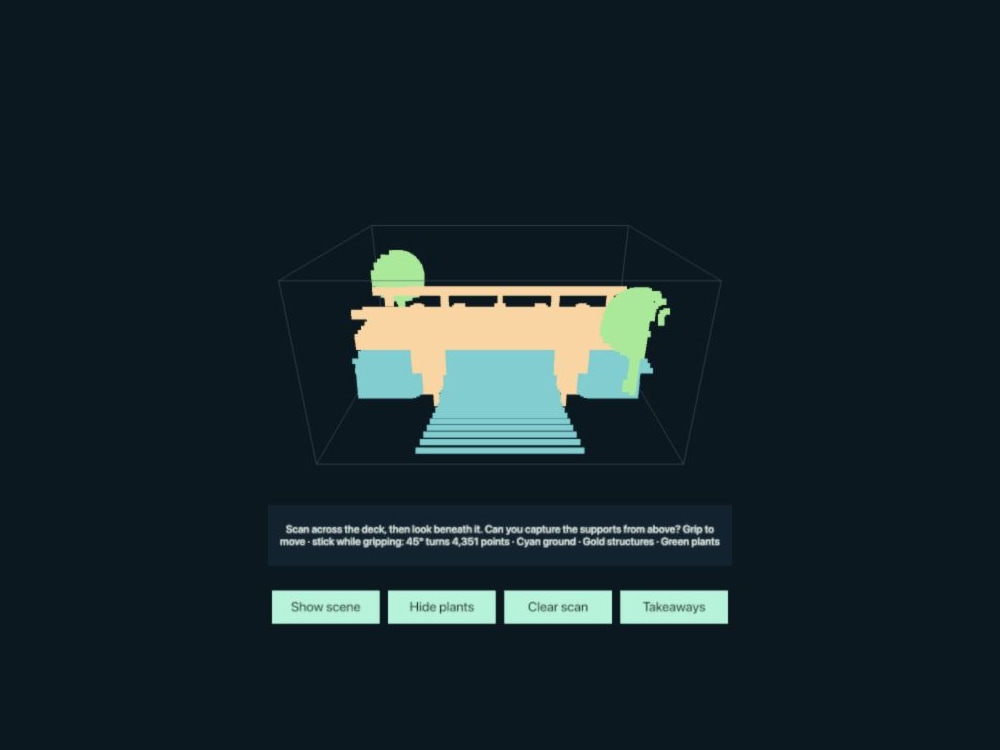 Scan across the deck, then look beneath it. Can you capture the supports from above? Grip to
move · stick while gripping: 45° turns 4,351 points · Cyan ground · Gold structures · Green plants
Show scene
Hide plants
Clear scan
Takeaways